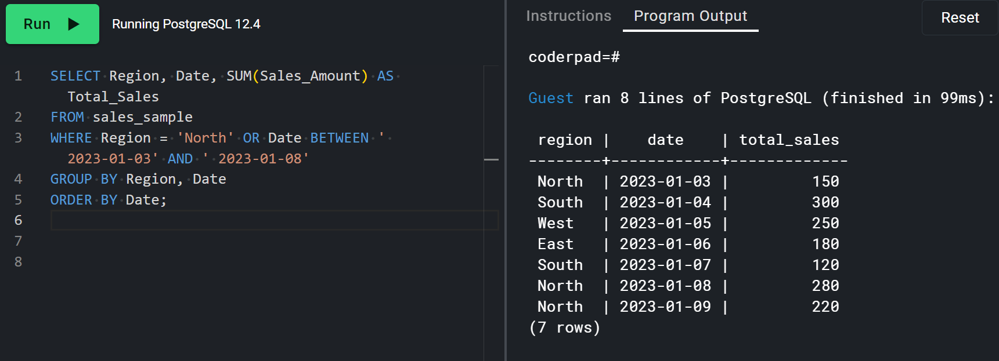 Run
Running PostgreSQL 12.4
1 SELECT Region, Date, SUM(Sales_Amount) AS
Total_Sales
2 FROM sales_sample
3 WHERE Region = 'North' OR Date BETWEEN '
2023-01-03' AND ' 2023-01-08'
4 GROUP BY Region, Date
5 ORDER BY Date;
6
7
8
Instructions Program Output Reset
coderpad=#
Guest ran 8 lines of PostgreSQL (finished in 99ms):
region | date | total_sales
--------+------------+-------------
North | 2023-01-03 | 150
South | 2023-01-04 | 300
West | 2023-01-05 | 250
East | 2023-01-06 | 180
South | 2023-01-07 | 120
North | 2023-01-08 | 280
North | 2023-01-09 | 220
(7 rows)